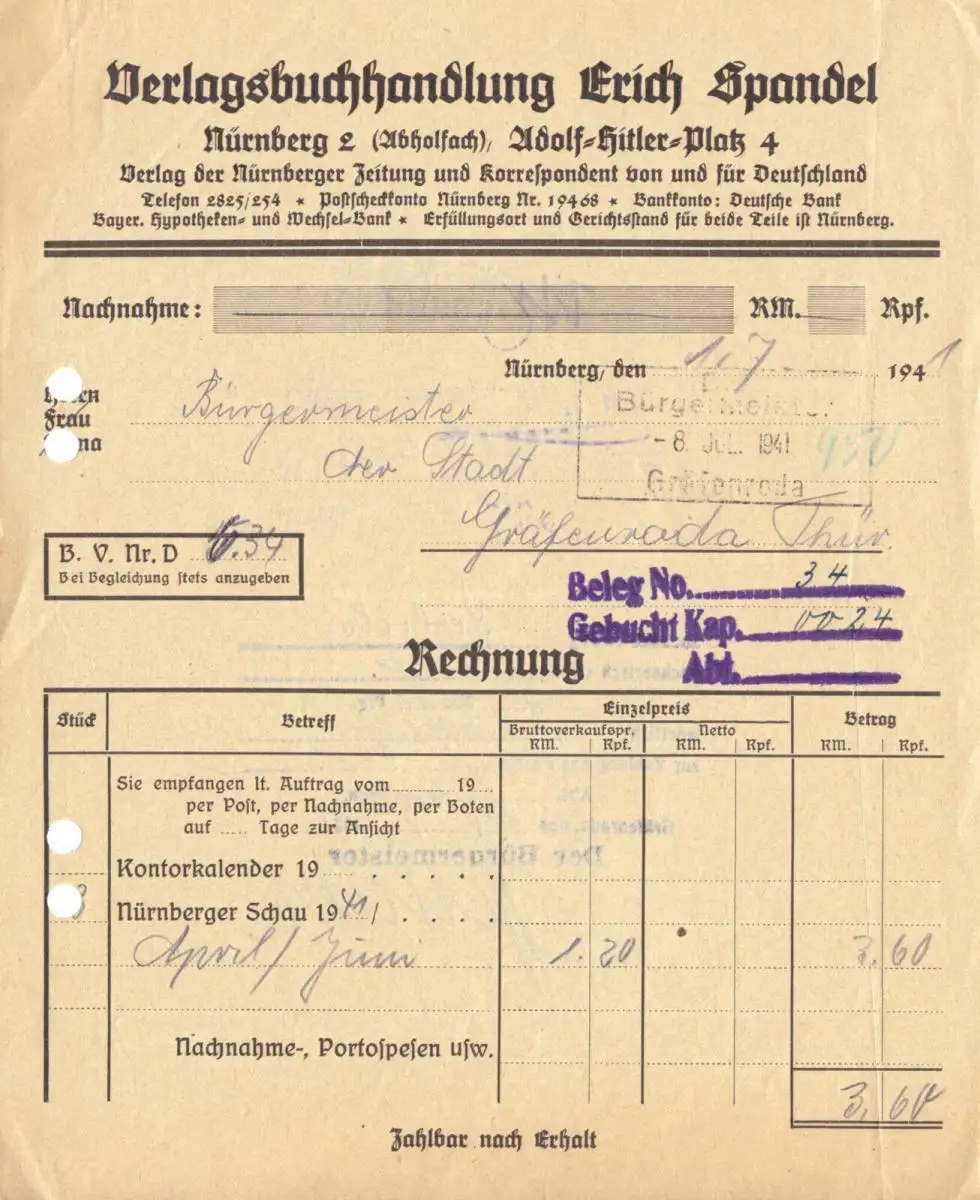 Verlagsbuchhandlung Erich Spandel
Nürnberg 2 (Abholfach), Adolf-Hitler-Platz 4
Verlag der Nürnberger Zeitung und Korrespondent von und für Deutschland
Telefon 2825/254 * Postscheckkonto Nürnberg Nr. 19468 * Bankkonto: Deutsche Bank
Bayer. Hypotheken- und Wechsel-Bank * Erfüllungsort und Gerichtsstand für beide Teile ist Nürnberg.
Nachnahme: RM. Rpf.
Nürnberg, den 1.7 1941
Frau
Bürgermeister
der Stadt
Gräfenroda Thür.
Bürgermeister
-8. JUL. 1941
Gräfenroda
B. V. Nr. D 34
Bei Begleichung stets anzugeben
Beleg No. 34
Gebucht Kap. 0024
Abt.
Rechnung
Stück Betreff Einzelpreis Betrag
Bruttoverkaufspr. Netto
RM. Rpf. RM. Rpf. RM. Rpf.
Sie empfangen lt. Auftrag vom 19
per Post, per Nachnahme, per Boten
auf ..... Tage zur Ansicht
Kontorkalender 19 . . . . .
Nürnberger Schau 1941/ . . . .
April/Juni 1.20 3.60
Nachnahme-, Portospesen usw.
3.60
Zahlbar nach Erhalt